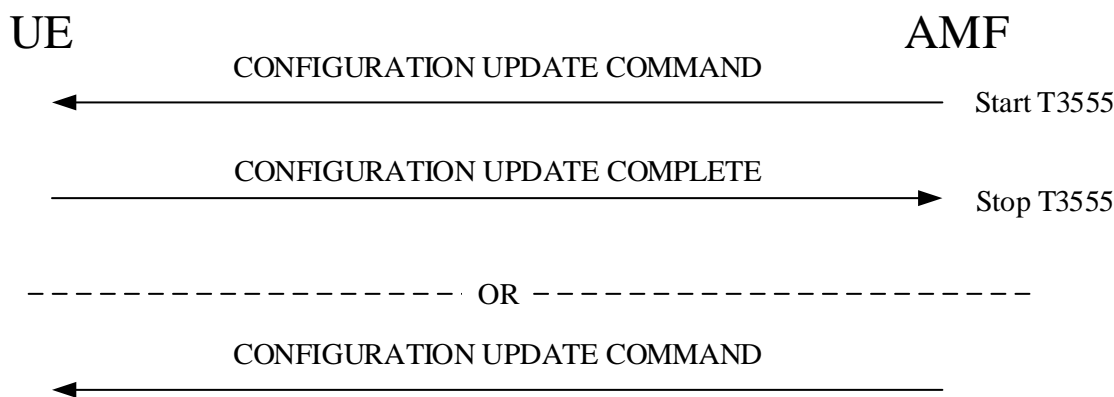 UE
AMF
CONFIGURATION UPDATE COMMAND
Start T3555
CONFIGURATION UPDATE COMPLETE
Stop T3555
OR
CONFIGURATION UPDATE COMMAND